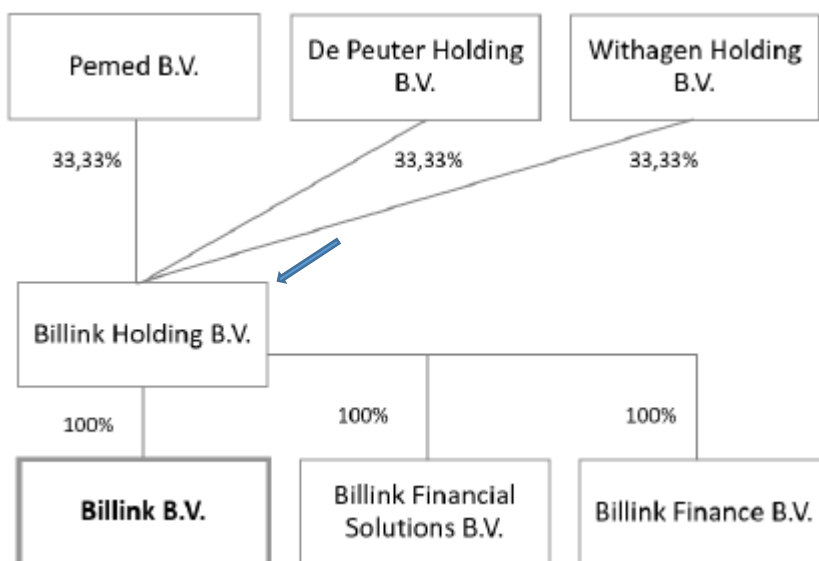 Pemed B.V.
De Peuter Holding
B.V.
Withagen Holding
B.V.
33,33%
33,33%
33,33%
Billink Holding B.V.
100%
100%
100%
Billink B.V.
Billink Financial
Solutions B.V.
Billink Finance B.V.